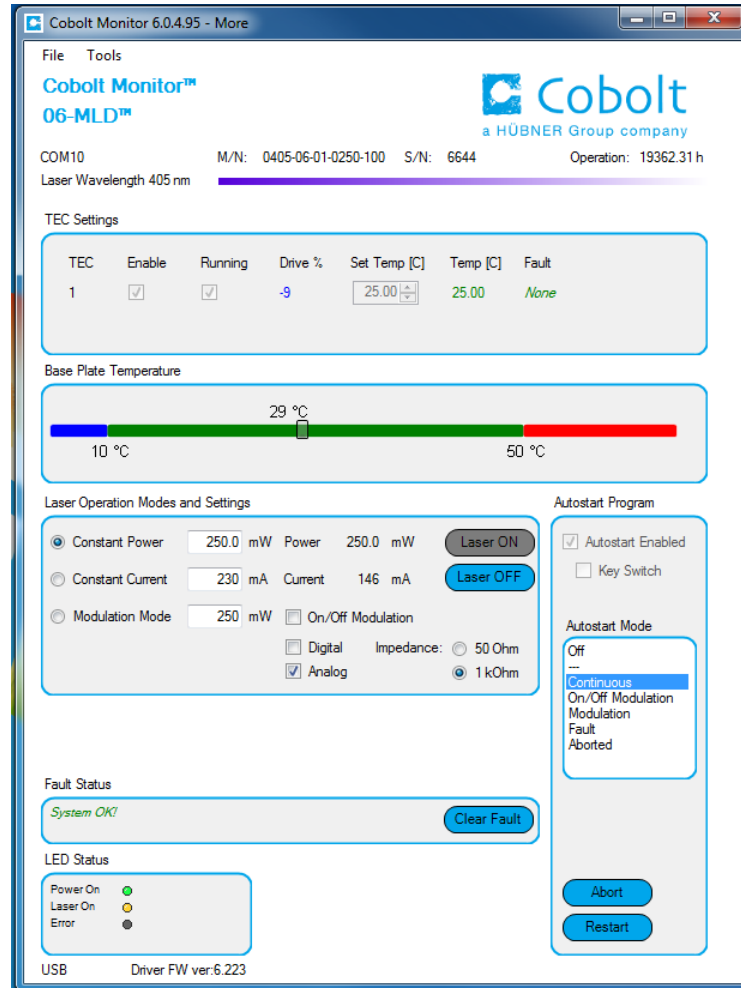 Cobolt Monitor 6.0.4.95 - More
File Tools
Cobolt Monitor™
06-MLD™
Cobolt
a HÜBNER Group company
COM10 M/N: 0405-06-01-0250-100 S/N: 6644 Operation: 19362.31 h
Laser Wavelength 405 nm
TEC Settings
TEC Enable Running Drive % Set Temp [C] Temp [C] Fault
1 -9 25.00 25.00 None
Base Plate Temperature
29 °C
10 °C 50 °C
Laser Operation Modes and Settings
Constant Power 250.0 mW Power 250.0 mW Laser ON
Constant Current 230 mA Current 146 mA Laser OFF
Modulation Mode 250 mW On/Off Modulation
Digital Impedance: 50 Ohm
Analog 1 kOhm
Autostart Program
Autostart Enabled
Key Switch
Autostart Mode
Off
---
Continuous
On/Off Modulation
Modulation
Fault
Aborted
Abort
Restart
Fault Status
System OK!
Clear Fault
LED Status
Power On
Laser On
Error
USB Driver FW ver:6.223